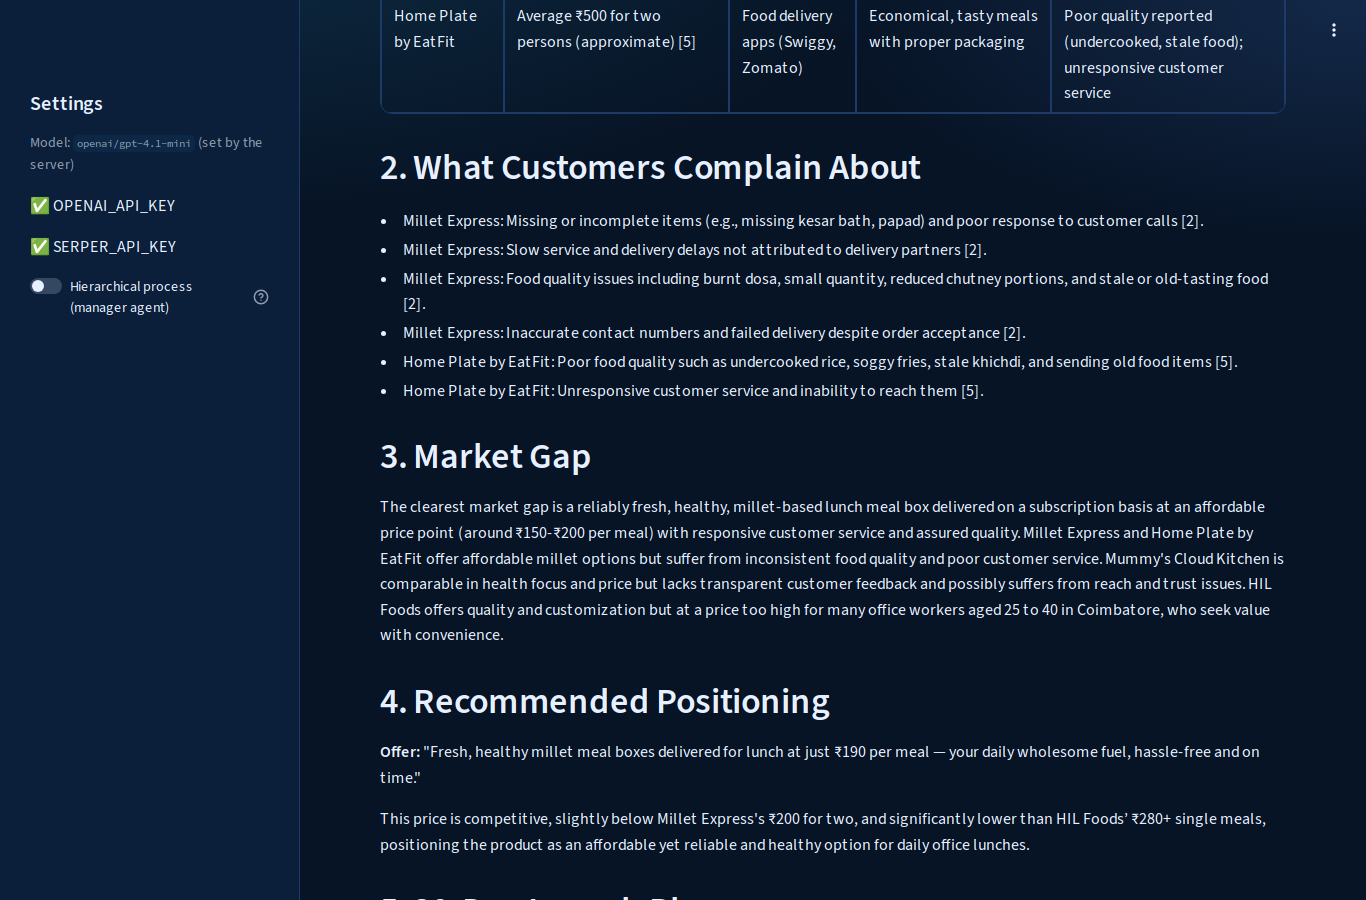 Home Plate
by EatFit
Average ₹500 for two
persons (approximate) [5]
Food delivery
apps (Swiggy,
Zomato)
Economical, tasty meals
with proper packaging
Poor quality reported
(undercooked, stale food);
unresponsive customer
service
Settings
Model: openai/gpt-4.1-mini (set by the
server)
✅ OPENAI_API_KEY
✅ SERPER_API_KEY
Hierarchical process
(manager agent)
2. What Customers Complain About
• Millet Express: Missing or incomplete items (e.g., missing kesar bath, papad) and poor response to customer calls [2].
• Millet Express: Slow service and delivery delays not attributed to delivery partners [2].
• Millet Express: Food quality issues including burnt dosa, small quantity, reduced chutney portions, and stale or old-tasting food
[2].
• Millet Express: Inaccurate contact numbers and failed delivery despite order acceptance [2].
• Home Plate by EatFit: Poor food quality such as undercooked rice, soggy fries, stale khichdi, and sending old food items [5].
• Home Plate by EatFit: Unresponsive customer service and inability to reach them [5].
3. Market Gap
The clearest market gap is a reliably fresh, healthy, millet-based lunch meal box delivered on a subscription basis at an affordable
price point (around ₹150-₹200 per meal) with responsive customer service and assured quality. Millet Express and Home Plate by
EatFit offer affordable millet options but suffer from inconsistent food quality and poor customer service. Mummy's Cloud Kitchen is
comparable in health focus and price but lacks transparent customer feedback and possibly suffers from reach and trust issues. HIL
Foods offers quality and customization but at a price too high for many office workers aged 25 to 40 in Coimbatore, who seek value
with convenience.
4. Recommended Positioning
Offer: "Fresh, healthy millet meal boxes delivered for lunch at just ₹190 per meal — your daily wholesome fuel, hassle-free and on
time."
This price is competitive, slightly below Millet Express's ₹200 for two, and significantly lower than HIL Foods’ ₹280+ single meals,
positioning the product as an affordable yet reliable and healthy option for daily office lunches.